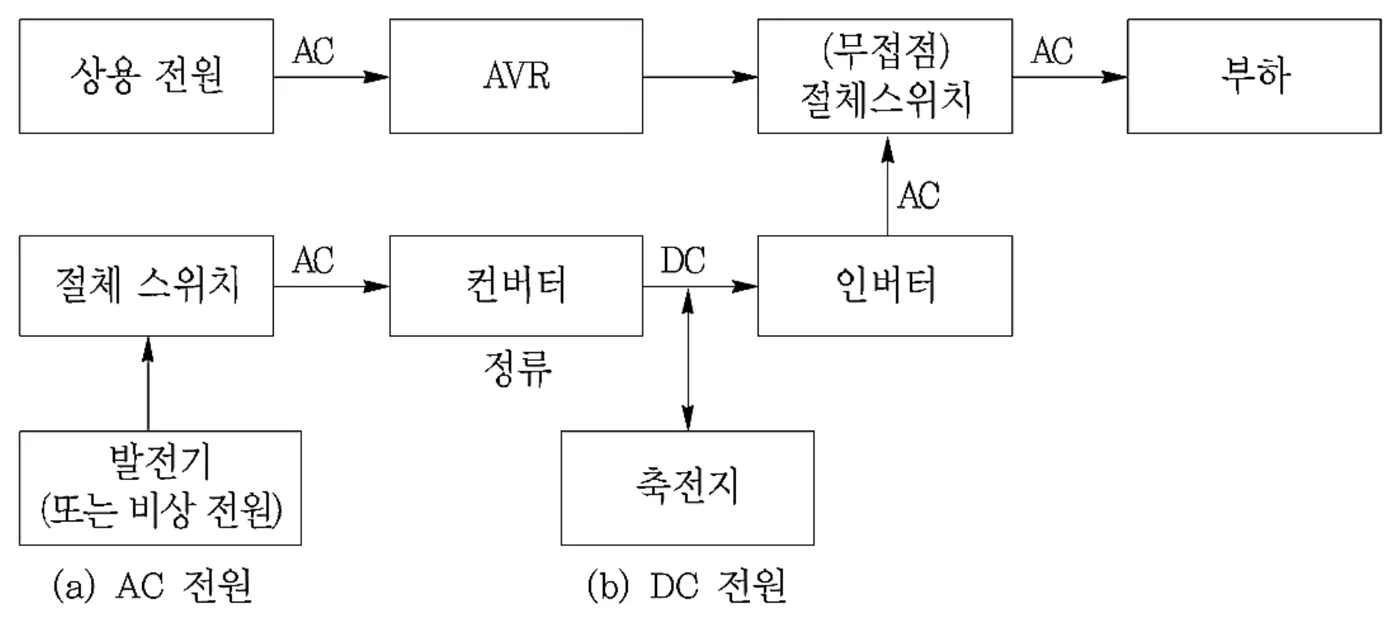 상용 전원
AC
AVR
(무접점)
절체스위치
AC
부하
AC
절체 스위치
AC
컨버터
DC
인버터
정류
발전기
(또는 비상 전원)
축전지
(a) AC 전원
(b) DC 전원